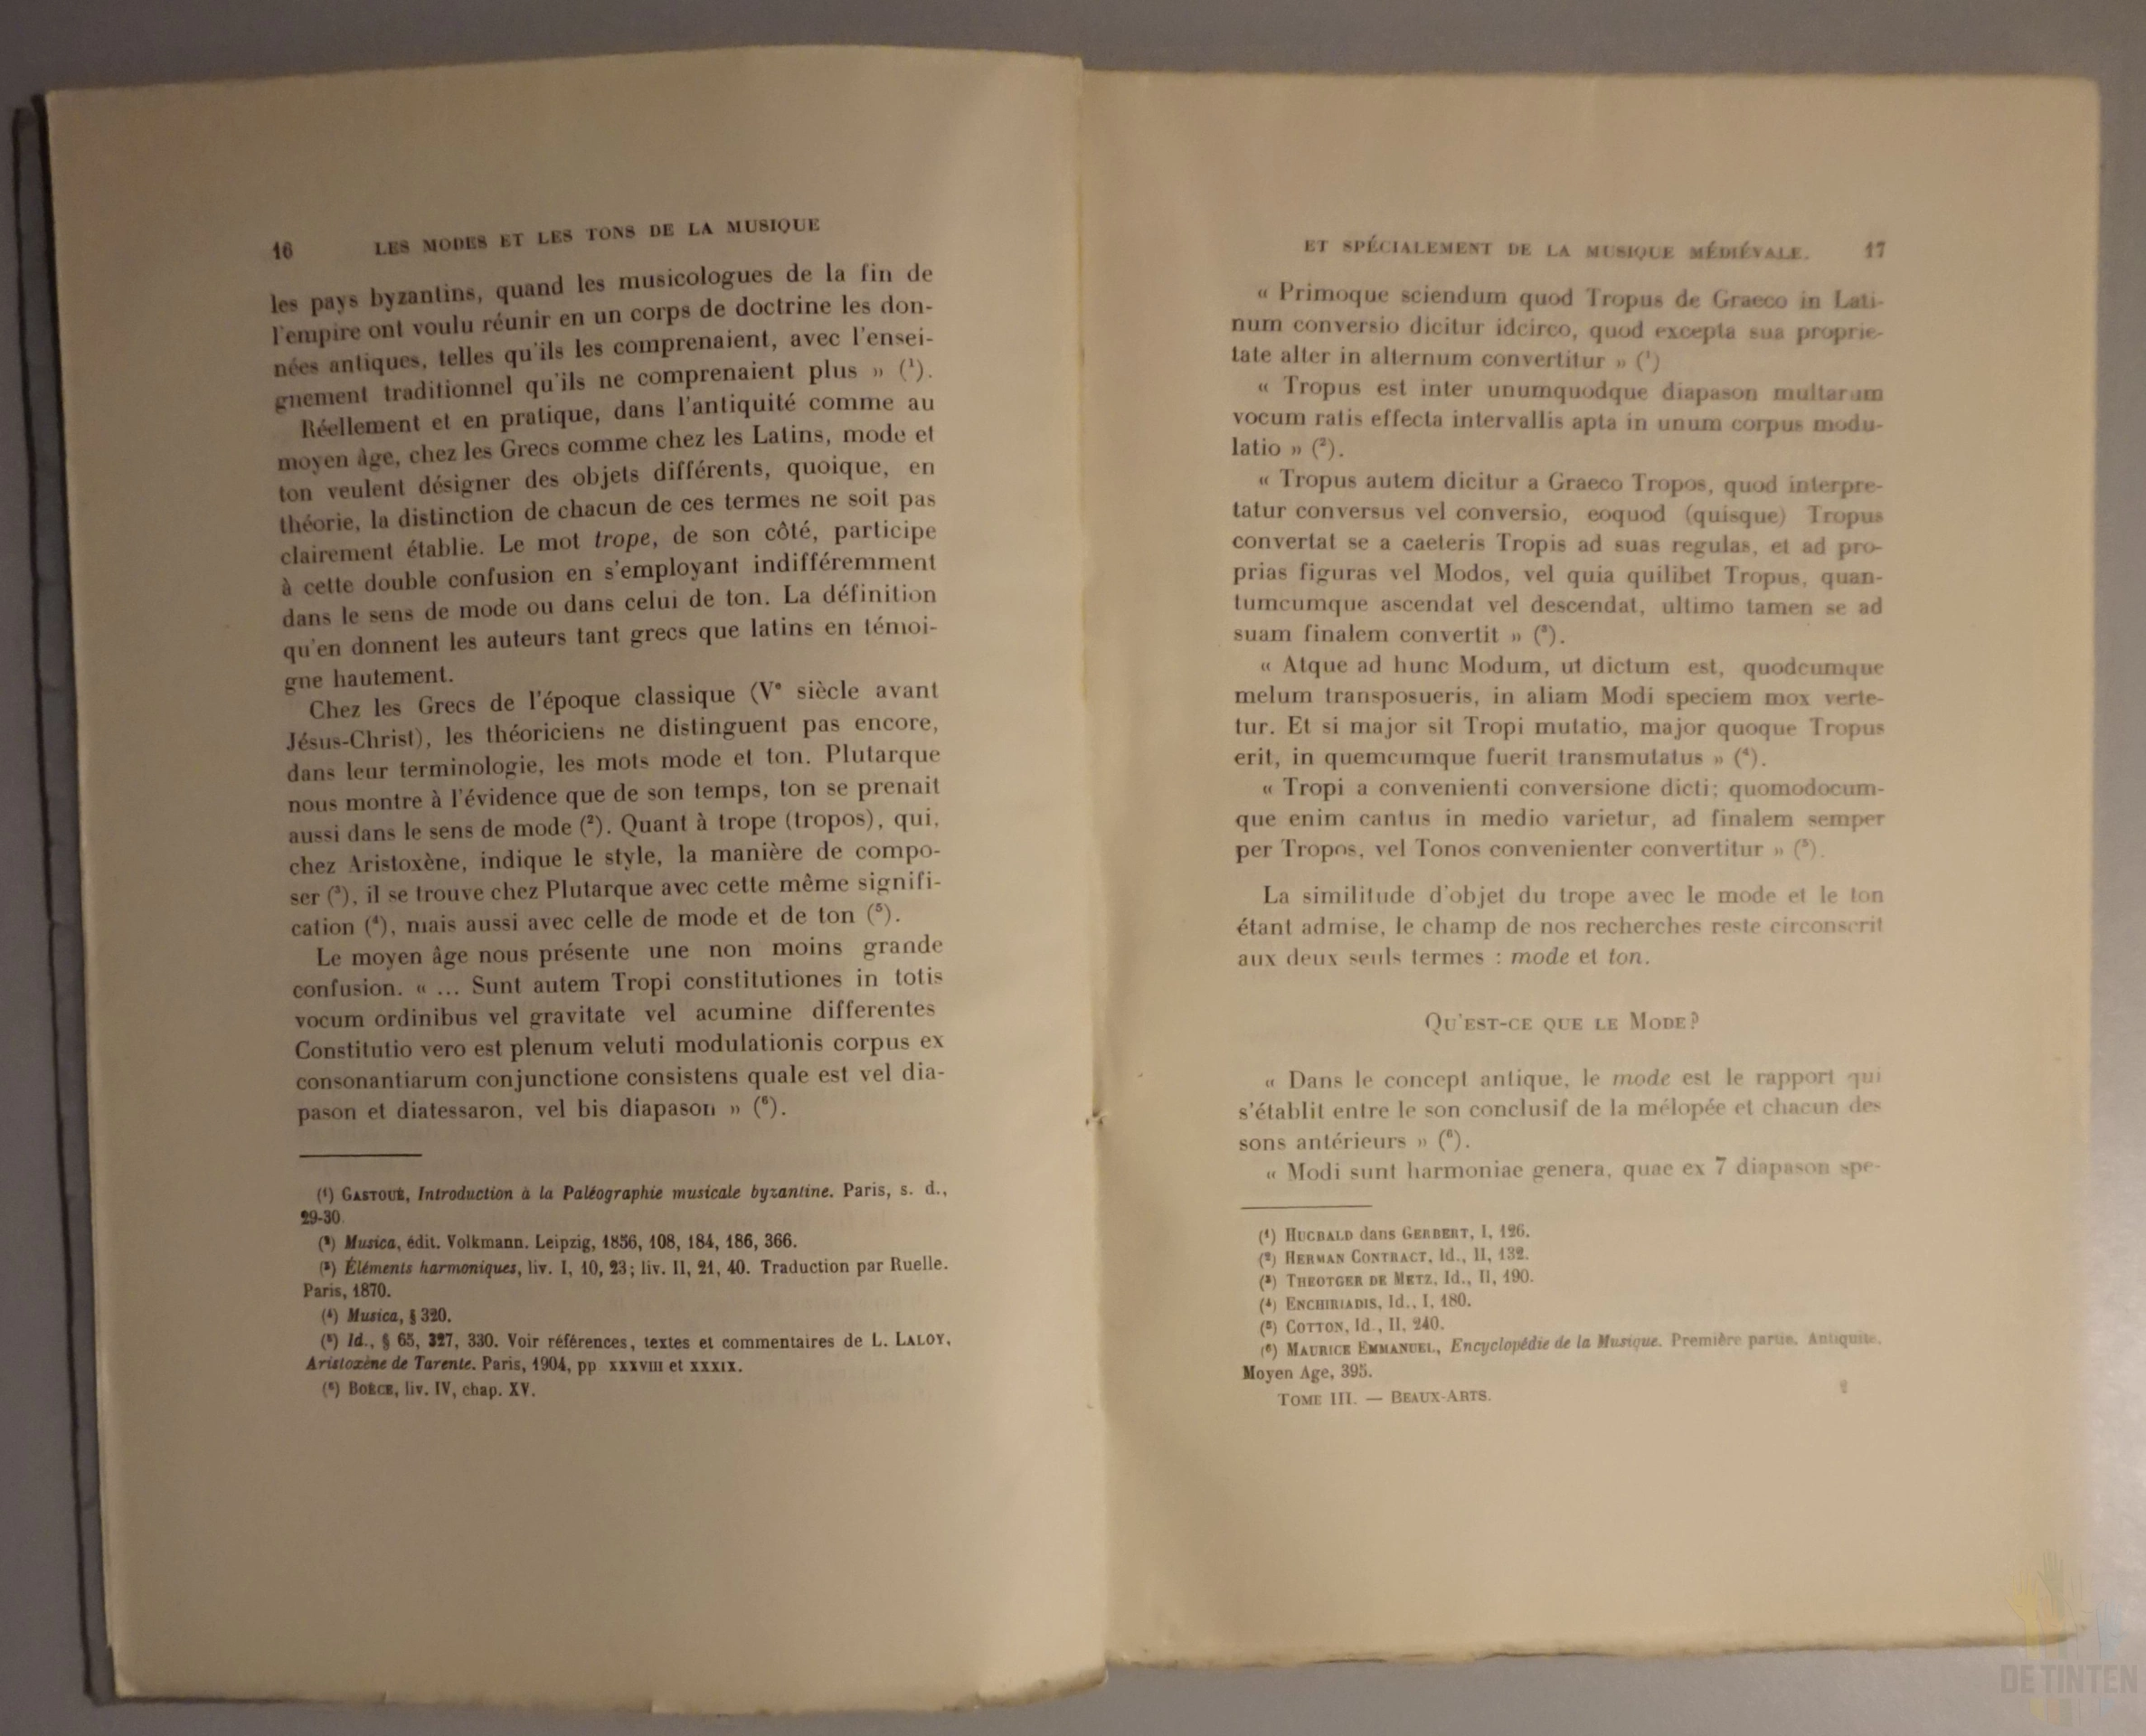 16 LES MODES ET LES TONS DE LA MUSIQUE
les pays byzantins, quand les musicologues de la fin de
l'empire ont voulu réunir en un corps de doctrine les don-
nées antiques, telles qu'ils les comprenaient, avec l'ensei-
gnement traditionnel qu'ils ne comprenaient plus » (¹).
Réellement et en pratique, dans l'antiquité comme au
moyen âge, chez les Grecs comme chez les Latins, mode et
ton veulent désigner des objets différents, quoique, en
théorie, la distinction de chacun de ces termes ne soit pas
clairement établie. Le mot trope, de son côté, participe
à cette double confusion en s'employant indifféremment
dans le sens de mode ou dans celui de ton. La définition
qu'en donnent les auteurs tant grecs que latins en témoi-
gne hautement.
Chez les Grecs de l'époque classique (Vᵉ siècle avant
Jésus-Christ), les théoriciens ne distinguent pas encore,
dans leur terminologie, les mots mode et ton. Plutarque
nous montre à l'évidence que de son temps, ton se prenait
aussi dans le sens de mode (²). Quant à trope (tropos), qui,
chez Aristoxène, indique le style, la manière de compo-
ser (³), il se trouve chez Plutarque avec cette même signifi-
cation (⁴), mais aussi avec celle de mode et de ton (⁵).
Le moyen âge nous présente une non moins grande
confusion. « ... Sunt autem Tropi constitutiones in totis
vocum ordinibus vel gravitate vel acumine differentes
Constitutio vero est plenum veluti modulationis corpus ex
consonantiarum conjunctione consistens quale est vel dia-
pason et diatessaron, vel bis diapason » (⁶).
(¹) GASTOUÉ, Introduction à la Paléographie musicale byzantine. Paris, s. d.,
29-30.
(²) Musica, édit. Volkmann. Leipzig, 1856, 108, 184, 186, 366.
(³) Éléments harmoniques, liv. I, 10, 23; liv. II, 21, 40. Traduction par Ruelle.
Paris, 1870.
(⁴) Musica, § 320.
(⁵) Id., § 65, 327, 330. Voir références, textes et commentaires de L. LALOY,
Aristoxène de Tarente. Paris, 1904, pp XXXVIII et XXXIX.
(⁶) BOÈCE, liv. IV, chap. XV.
ET SPÉCIALEMENT DE LA MUSIQUE MÉDIÉVALE. 17
« Primoque sciendum quod Tropus de Graeco in Lati-
num conversio dicitur idcirco, quod excepta sua proprie-
tate alter in alternum convertitur » (¹)
« Tropus est inter unumquodque diapason multarum
vocum ratis effecta intervallis apta in unum corpus modu-
latio » (²).
« Tropus autem dicitur a Graeco Tropos, quod interpre-
tatur conversus vel conversio, eoquod (quisque) Tropus
convertat se a caeteris Tropis ad suas regulas, et ad pro-
prias figuras vel Modos, vel quia quilibet Tropus, quan-
tumcumque ascendat vel descendat, ultimo tamen se ad
suam finalem convertit » (³).
« Atque ad hunc Modum, ut dictum est, quodcumque
melum transposueris, in aliam Modi speciem mox verte-
tur. Et si major sit Tropi mutatio, major quoque Tropus
erit, in quemcumque fuerit transmutatus » (⁴).
« Tropi a convenienti conversione dicti; quomodocum-
que enim cantus in medio varietur, ad finalem semper
per Tropos, vel Tonos convenienter convertitur » (⁵).
La similitude d'objet du trope avec le mode et le ton
étant admise, le champ de nos recherches reste circonscrit
aux deux seuls termes : mode et ton.
QU'EST-CE QUE LE MODE?
« Dans le concept antique, le mode est le rapport qui
s'établit entre le son conclusif de la mélopée et chacun des
sons antérieurs » (⁶).
« Modi sunt harmoniae genera, quae ex 7 diapason spe-
(¹) HUCBALD dans GERBERT, I, 126.
(²) HERMAN CONTRACT, Id., II, 132.
(³) THEOTGER DE METZ, Id., II, 190.
(⁴) ENCHIRIADIS, Id., I, 180.
(⁵) COTTON, Id., II, 240.
(⁶) MAURICE EMMANUEL, Encyclopédie de la Musique. Première partie. Antiquité.
Moyen Age, 395.
TOME III. — BEAUX-ARTS. 2
DE TINTEN